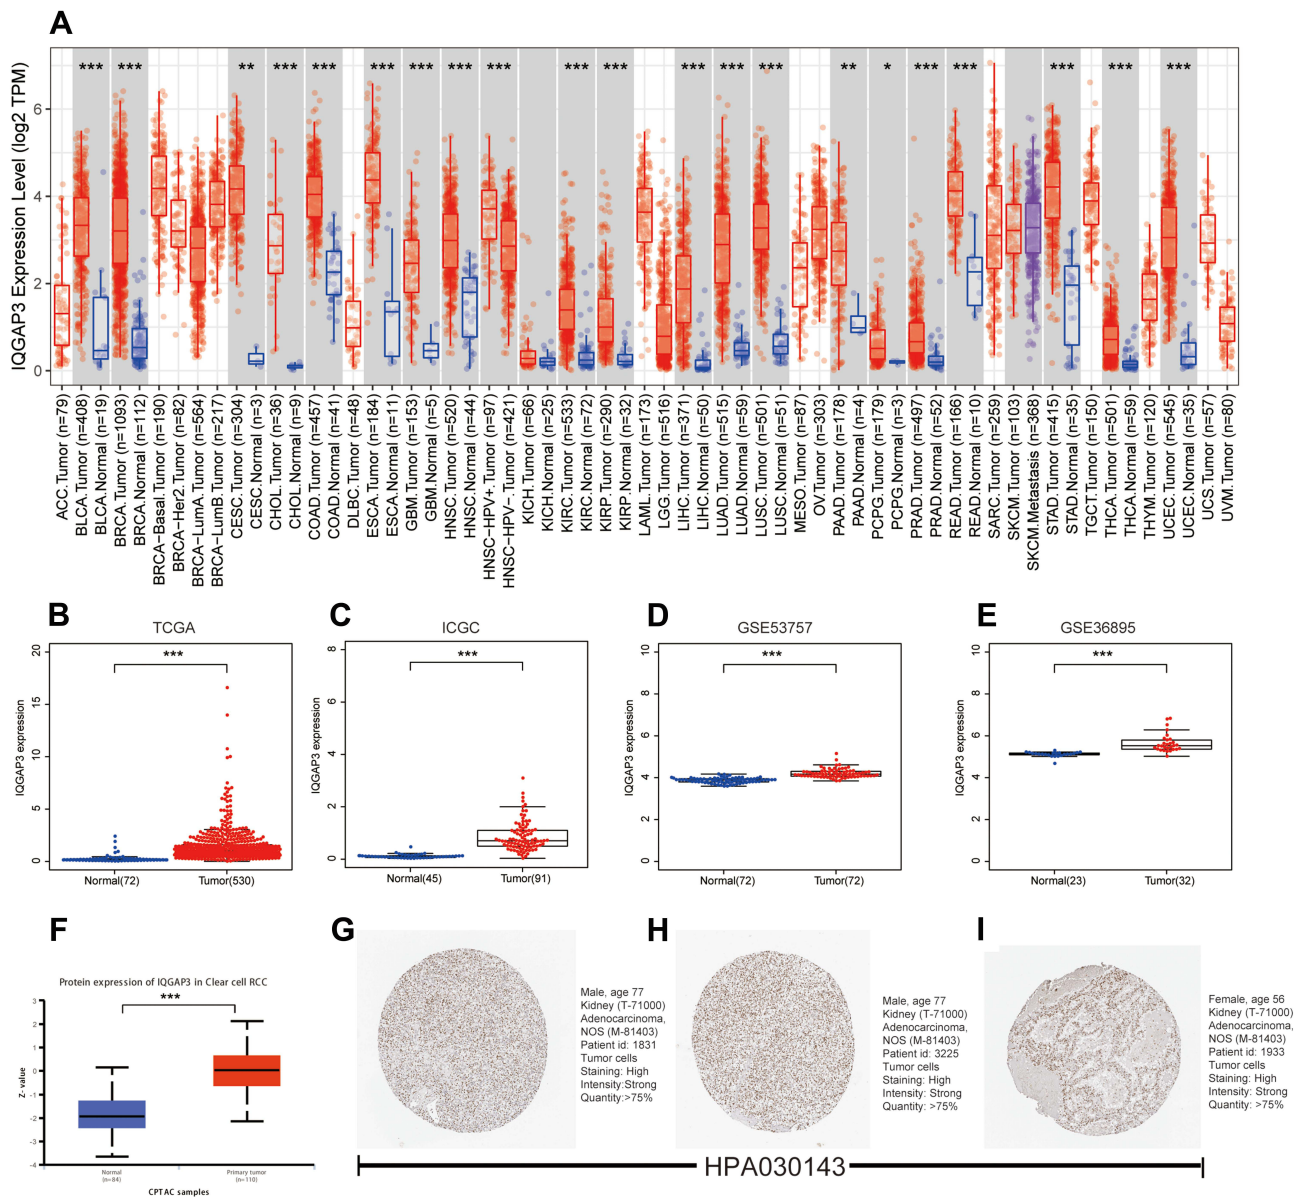 A
IQGAP3 Expression Level (log2 TPM)
6
4
2
0
*** *** ** *** *** *** *** *** *** *** *** *** *** *** ** * *** *** *** *** ***
ACC.Tumor (n=79)
BLCA.Tumor (n=408)
BLCA.Normal (n=19)
BRCA.Tumor (n=1093)
BRCA.Normal (n=112)
BRCA-Basal.Tumor (n=190)
BRCA-Her2.Tumor (n=82)
BRCA-LumA.Tumor (n=564)
BRCA-LumB.Tumor (n=217)
CESC.Tumor (n=304)
CESC.Normal (n=3)
CHOL.Tumor (n=36)
CHOL.Normal (n=9)
COAD.Tumor (n=457)
COAD.Normal (n=41)
DLBC.Tumor (n=48)
ESCA.Tumor (n=184)
ESCA.Normal (n=11)
GBM.Tumor (n=153)
GBM.Normal (n=5)
HNSC.Tumor (n=520)
HNSC.Normal (n=44)
HNSC-HPV+.Tumor (n=97)
HNSC-HPV-.Tumor (n=421)
KICH.Tumor (n=66)
KICH.Normal (n=25)
KIRC.Tumor (n=533)
KIRC.Normal (n=72)
KIRP.Tumor (n=290)
KIRP.Normal (n=32)
LAML.Tumor (n=173)
LGG.Tumor (n=516)
LIHC.Tumor (n=371)
LIHC.Normal (n=50)
LUAD.Tumor (n=515)
LUAD.Normal (n=59)
LUSC.Tumor (n=501)
LUSC.Normal (n=51)
MESO.Tumor (n=87)
OV.Tumor (n=303)
PAAD.Tumor (n=178)
PAAD.Normal (n=4)
PCPG.Tumor (n=179)
PCPG.Normal (n=3)
PRAD.Tumor (n=497)
PRAD.Normal (n=52)
READ.Tumor (n=166)
READ.Normal (n=10)
SARC.Tumor (n=259)
SKCM.Tumor (n=103)
SKCM.Metastasis (n=368)
STAD.Tumor (n=415)
STAD.Normal (n=35)
TGCT.Tumor (n=150)
THCA.Tumor (n=501)
THCA.Normal (n=59)
THYM.Tumor (n=120)
UCEC.Tumor (n=545)
UCEC.Normal (n=35)
UCS.Tumor (n=57)
UVM.Tumor (n=80)
B
TCGA
IQGAP3 expression
20
15
10
5
0
***
Normal(72) Tumor(530)
C
ICGC
IQGAP3 expression
8
6
4
2
0
***
Normal(45) Tumor(91)
D
GSE53757
IQGAP3 expression
10
8
6
4
2
0
***
Normal(72) Tumor(72)
E
GSE36895
IQGAP3 expression
10
8
6
4
2
0
***
Normal(23) Tumor(32)
F
Protein expression of IQGAP3 in Clear cell RCC
***
Z- value
3
2
1
0
-1
-2
-3
-4
Normal
(n=84)
Primary tumor
(n=110)
CPTAC samples
G
Male, age 77
Kidney (T-71000)
Adenocarcinoma,
NOS (M-81403)
Patient id: 1831
Tumor cells
Staining: High
Intensity:Strong
Quantity:>75%
H
Male, age 77
Kidney (T-71000)
Adenocarcinoma,
NOS (M-81403)
Patient id: 3225
Tumor cells
Staining: High
Intensity: Strong
Quantity: >75%
I
Female, age 56
Kidney (T-71000)
Adenocarcinoma,
NOS (M-81403)
Patient id: 1933
Tumor cells
Staining: High
Intensity: Strong
Quantity: >75%
HPA030143